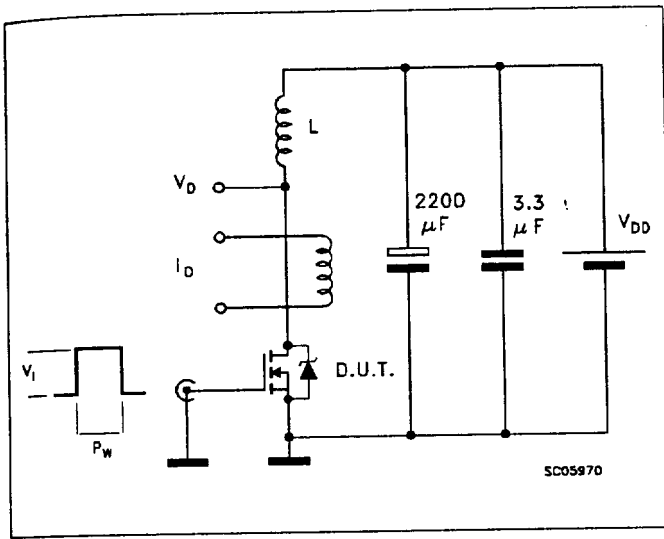 L
V_D
2200
μF
3.3
μF
V_DD
I_D
D.U.T.
V_I
P_W
SC05970